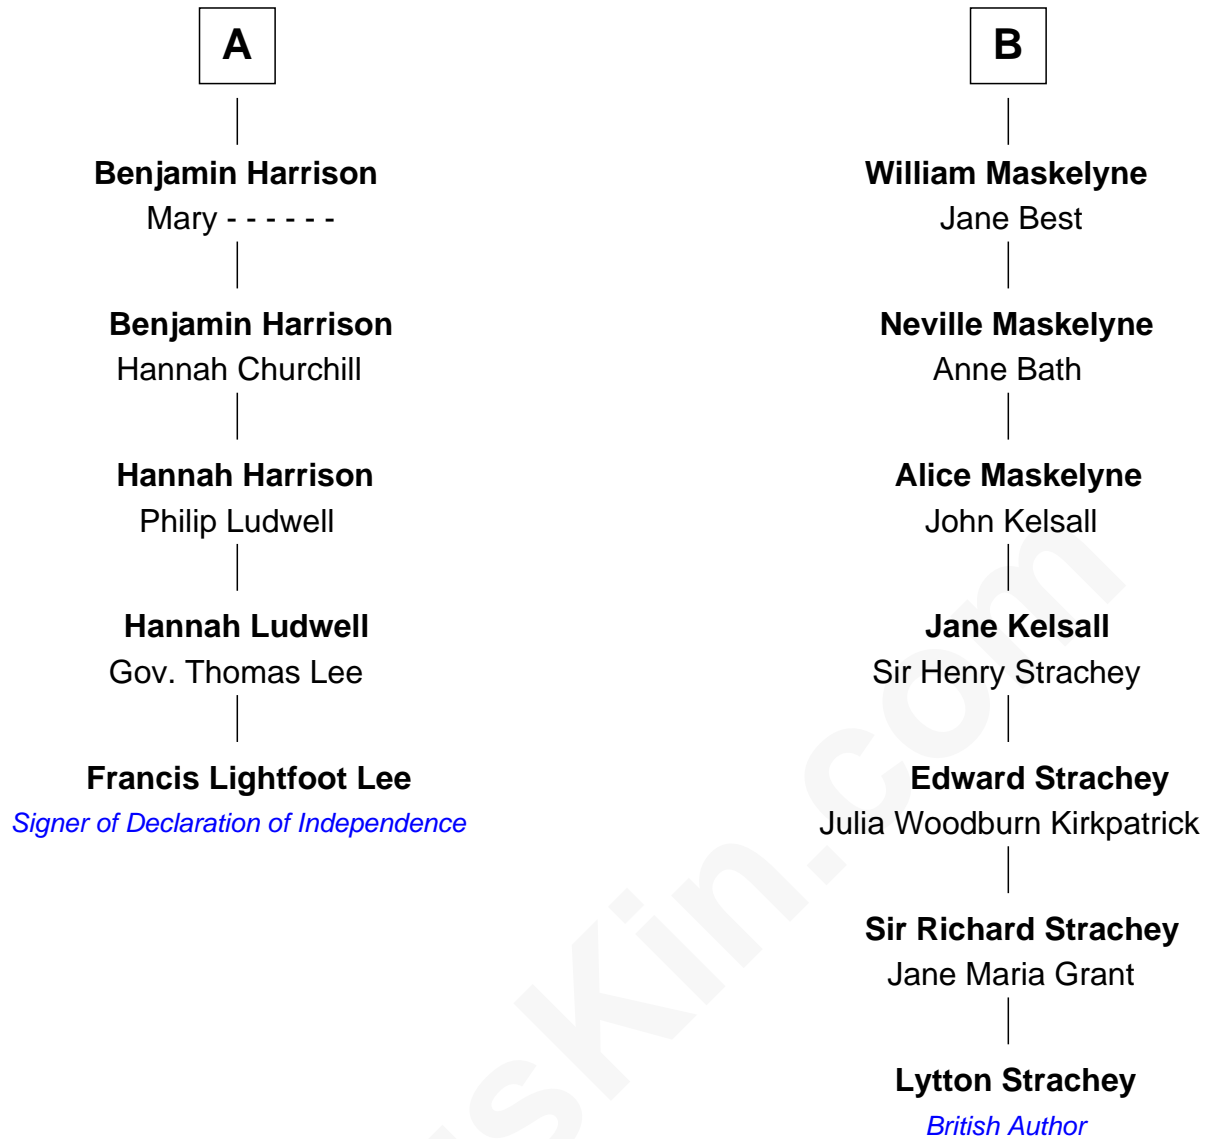 A
Benjamin Harrison
Mary - - - - - -
Benjamin Harrison
Hannah Churchill
Hannah Harrison
Philip Ludwell
Hannah Ludwell
Gov. Thomas Lee
Francis Lightfoot Lee
Signer of Declaration of Independence
B
William Maskelyne
Jane Best
Neville Maskelyne
Anne Bath
Alice Maskelyne
John Kelsall
Jane Kelsall
Sir Henry Strachey
Edward Strachey
Julia Woodburn Kirkpatrick
Sir Richard Strachey
Jane Maria Grant
Lytton Strachey
British Author